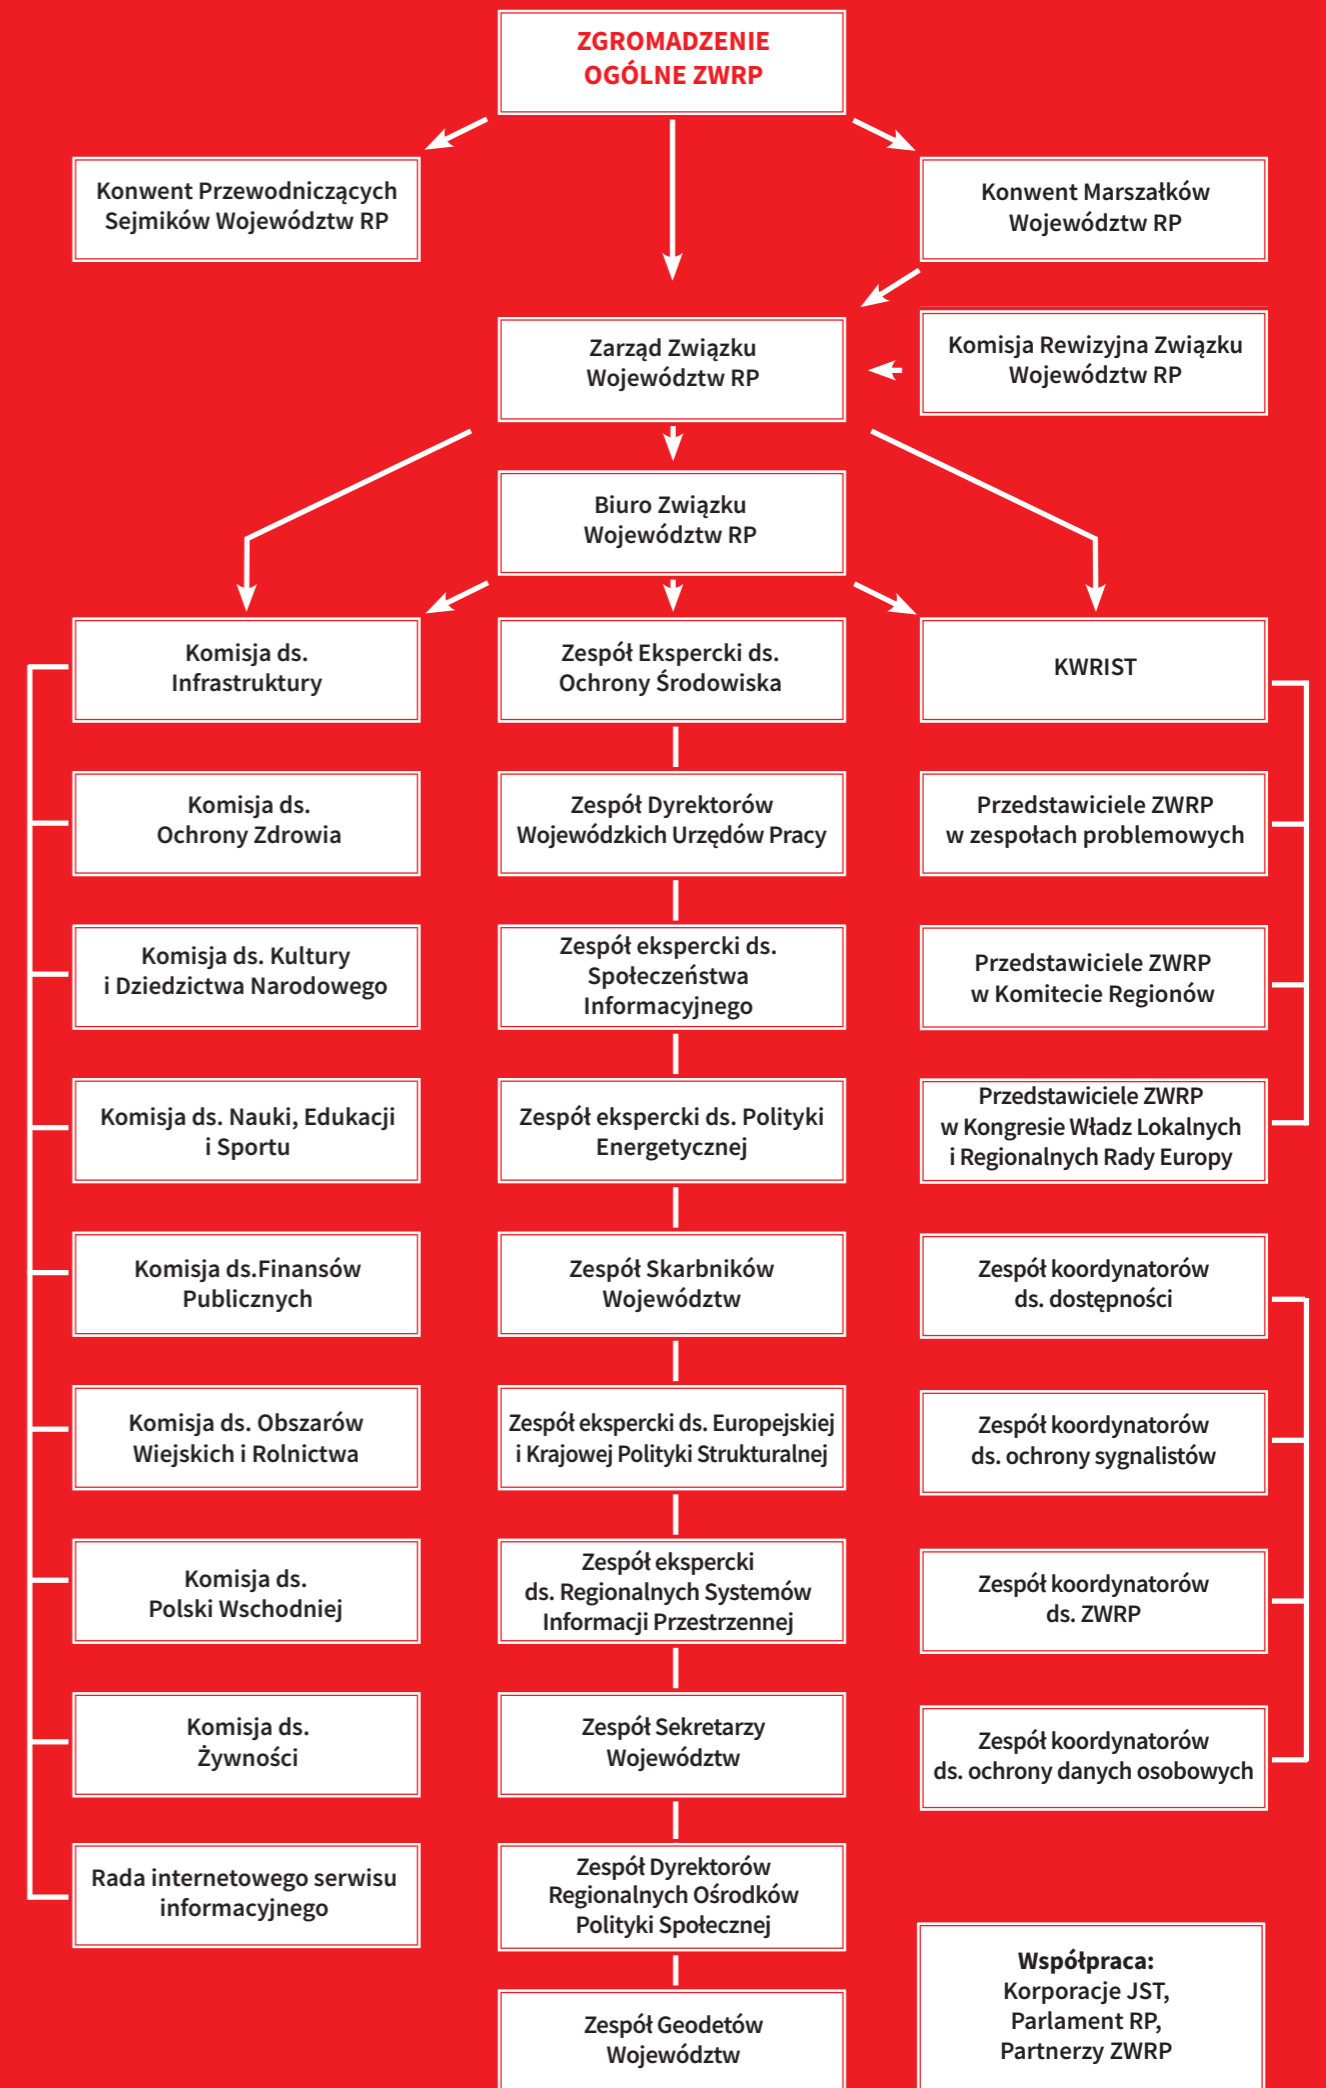 ZGROMADZENIE
OGÓLNE ZWRP
Konwent Przewodniczących
Sejmików Województw RP
Konwent Marszałków
Województw RP
Zarząd Związku
Województw RP
Komisja Rewizyjna Związku
Województw RP
Biuro Związku
Województw RP
Komisja ds.
Infrastruktury
Komisja ds.
Ochrony Zdrowia
Komisja ds. Kultury
i Dziedzictwa Narodowego
Komisja ds. Nauki, Edukacji
i Sportu
Komisja ds.Finansów
Publicznych
Komisja ds. Obszarów
Wiejskich i Rolnictwa
Komisja ds.
Polski Wschodniej
Komisja ds.
Żywności
Rada internetowego serwisu
informacyjnego
Zespół Ekspercki ds.
Ochrony Środowiska
Zespół Dyrektorów
Wojewódzkich Urzędów Pracy
Zespół ekspercki ds.
Społeczeństwa
Informacyjnego
Zespół ekspercki ds. Polityki
Energetycznej
Zespół Skarbników
Województw
Zespół ekspercki ds. Europejskiej
i Krajowej Polityki Strukturalnej
Zespół ekspercki
ds. Regionalnych Systemów
Informacji Przestrzennej
Zespół Sekretarzy
Województw
Zespół Dyrektorów
Regionalnych Ośrodków
Polityki Społecznej
Zespół Geodetów
Województw
KWRIST
Przedstawiciele ZWRP
w zespołach problemowych
Przedstawiciele ZWRP
w Komitecie Regionów
Przedstawiciele ZWRP
w Kongresie Władz Lokalnych
i Regionalnych Rady Europy
Zespół koordynatorów
ds. dostępności
Zespół koordynatorów
ds. ochrony sygnalistów
Zespół koordynatorów
ds. ZWRP
Zespół koordynatorów
ds. ochrony danych osobowych
Współpraca:
Korporacje JST,
Parlament RP,
Partnerzy ZWRP